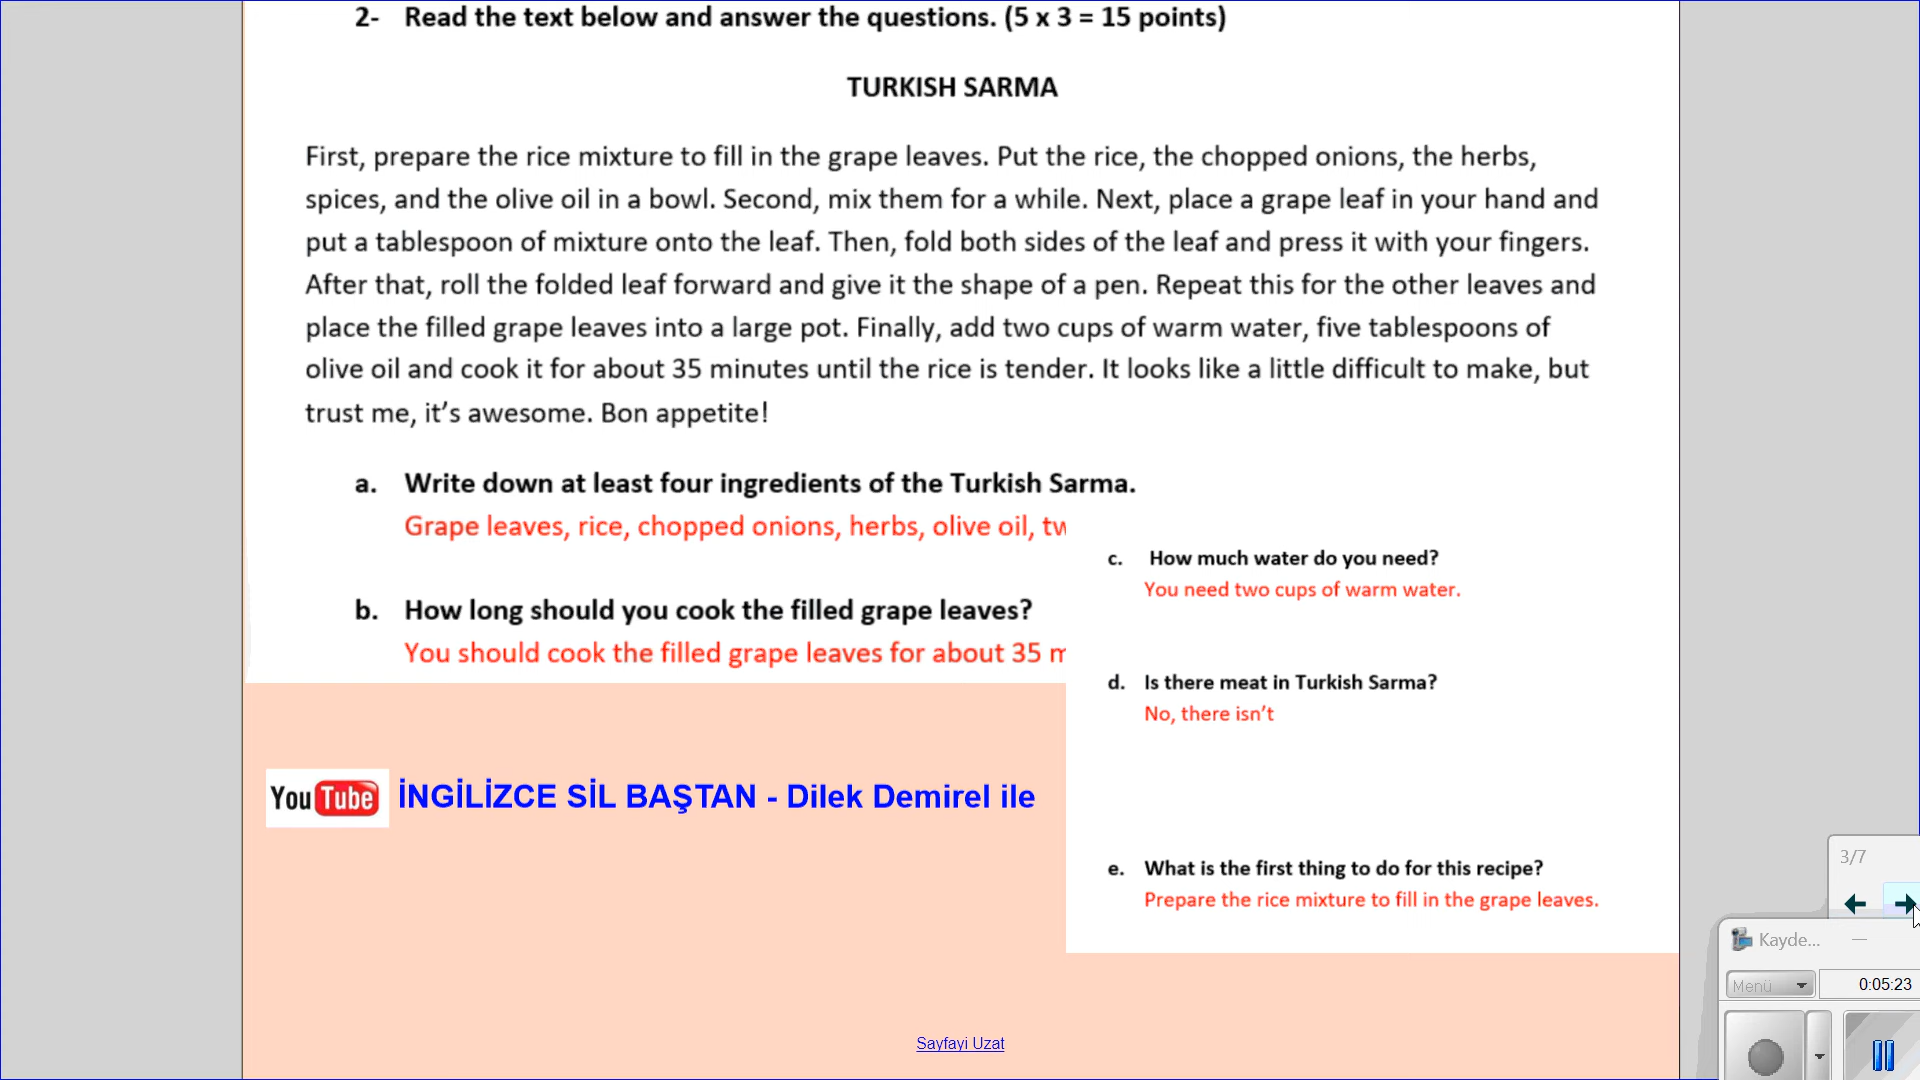 2- Read the text below and answer the questions. (5 x 3 = 15 points)
TURKISH SARMA
First, prepare the rice mixture to fill in the grape leaves. Put the rice, the chopped onions, the herbs,
spices, and the olive oil in a bowl. Second, mix them for a while. Next, place a grape leaf in your hand and
put a tablespoon of mixture onto the leaf. Then, fold both sides of the leaf and press it with your fingers.
After that, roll the folded leaf forward and give it the shape of a pen. Repeat this for the other leaves and
place the filled grape leaves into a large pot. Finally, add two cups of warm water, five tablespoons of
olive oil and cook it for about 35 minutes until the rice is tender. It looks like a little difficult to make, but
trust me, it's awesome. Bon appetite!
a. Write down at least four ingredients of the Turkish Sarma.
Grape leaves, rice, chopped onions, herbs, olive oil, tw
b. How long should you cook the filled grape leaves?
You should cook the filled grape leaves for about 35 m
c. How much water do you need?
You need two cups of warm water.
d. Is there meat in Turkish Sarma?
No, there isn't
e. What is the first thing to do for this recipe?
Prepare the rice mixture to fill in the grape leaves.
YouTube İNGİLİZCE SİL BAŞTAN - Dilek Demirel ile
Sayfayi Uzat
3/7
Kayde...
Menü
0:05:23